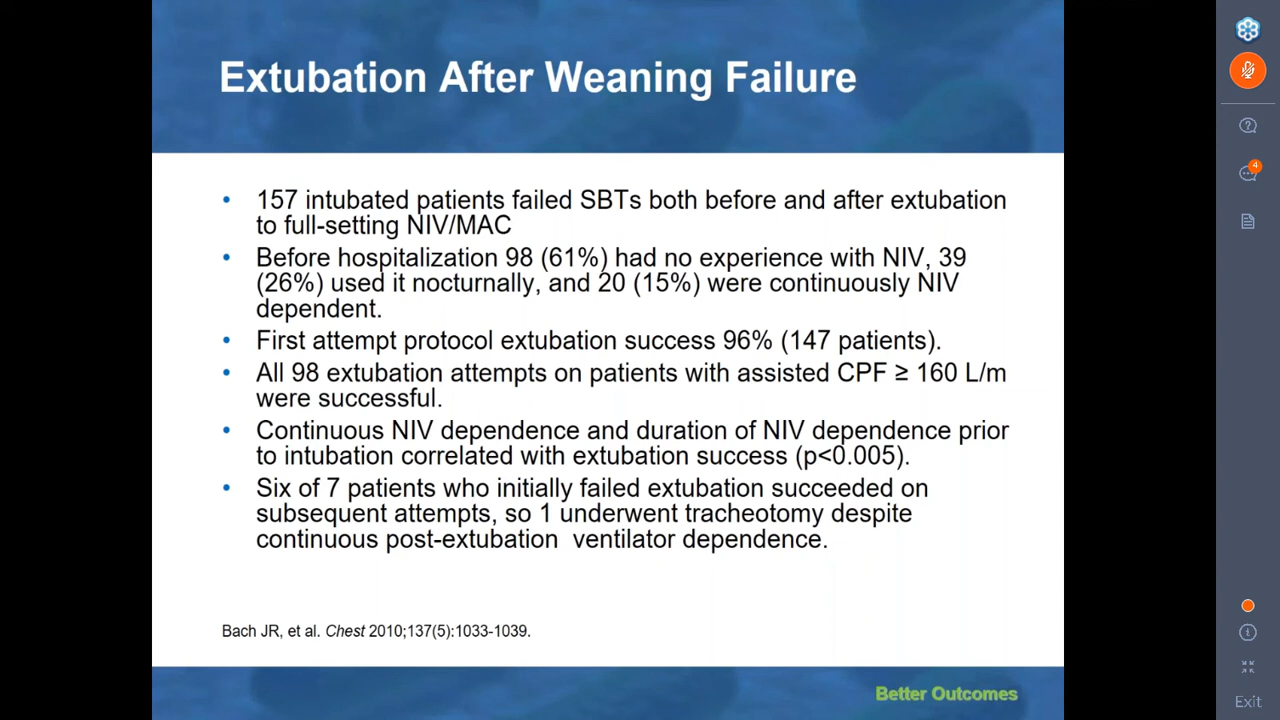 Extubation After Weaning Failure
• 157 intubated patients failed SBTs both before and after extubation
to full-setting NIV/MAC
• Before hospitalization 98 (61%) had no experience with NIV, 39
(26%) used it nocturnally, and 20 (15%) were continuously NIV
dependent.
• First attempt protocol extubation success 96% (147 patients).
• All 98 extubation attempts on patients with assisted CPF ≥ 160 L/m
were successful.
• Continuous NIV dependence and duration of NIV dependence prior
to intubation correlated with extubation success (p<0.005).
• Six of 7 patients who initially failed extubation succeeded on
subsequent attempts, so 1 underwent tracheotomy despite
continuous post-extubation ventilator dependence.
Bach JR, et al. Chest 2010;137(5):1033-1039.
Better Outcomes
4
Exit